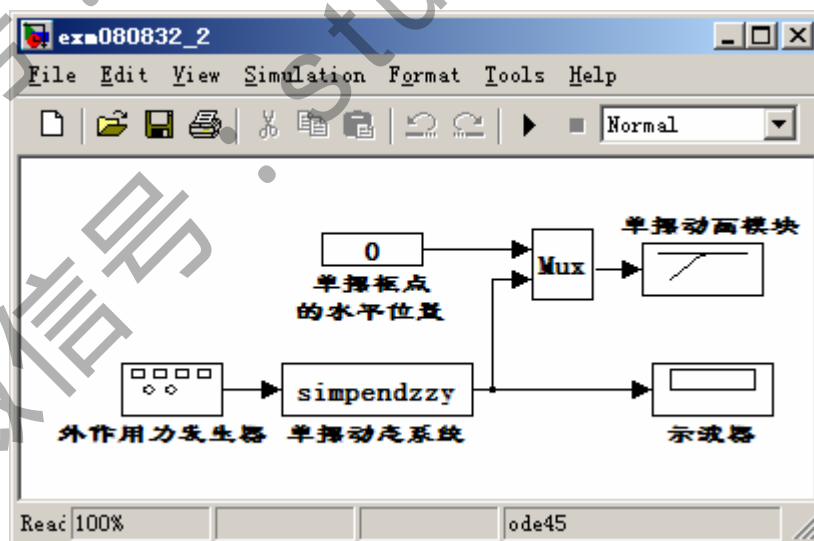 exm080832_2
File Edit View Simulation Format Tools Help
Normal
单摆动画模块
0
Mux
单摆枢点
的水平位置
simpendzzy
外作用力发生器
单摆动态系统
示波器
100%
ode45